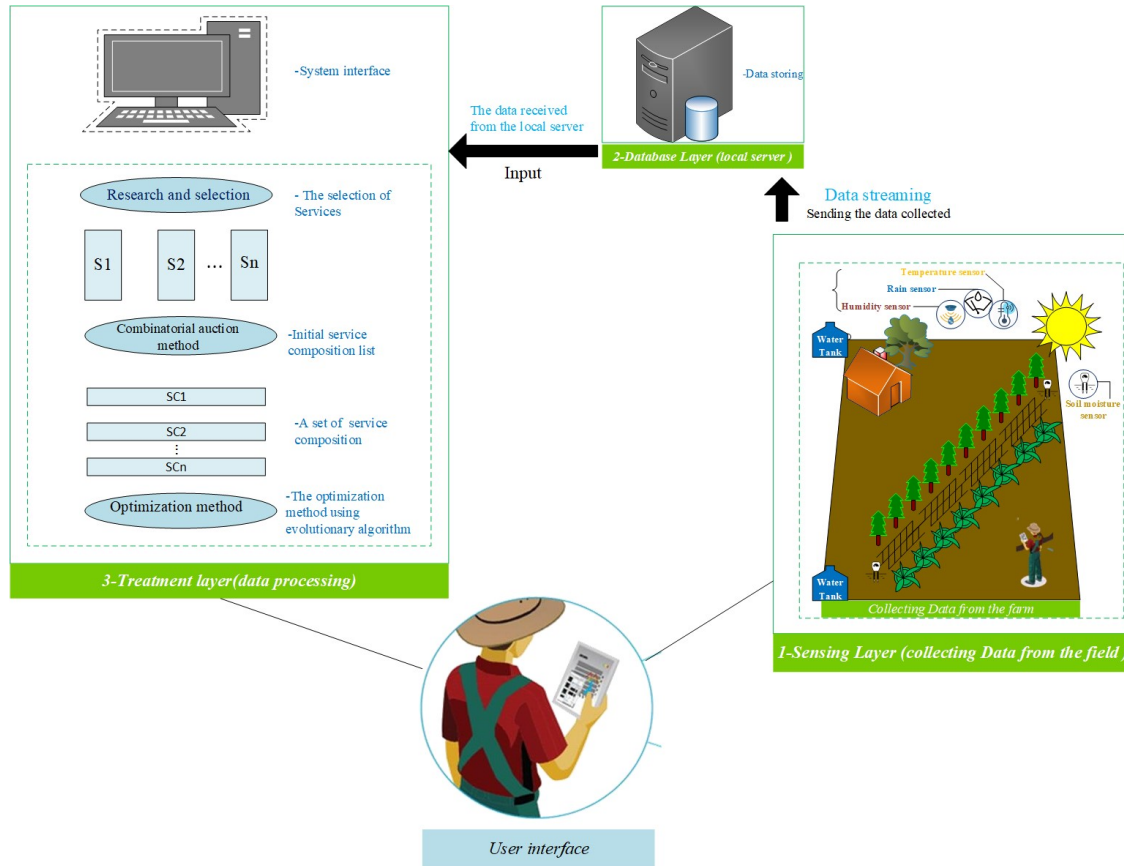 -System interface
The data received
from the local server
Input
-Data storing
2-Database Layer (local server )
Data streaming
Sending the data collected
Research and selection
- The selection of
Services
S1
S2
...
Sn
Combinatorial auction
method
-Initial service
composition list
SC1
SC2
⋮
SCn
-A set of service
composition
Optimization method
-The optimization
method using
evolutionary algorithm
3-Treatment layer(data processing)
Temperature sensor
Rain sensor
Humidity sensor
Water
Tank
Soil moisture
sensor
Water
Tank
Collecting Data from the farm
1-Sensing Layer (collecting Data from the field )
User interface